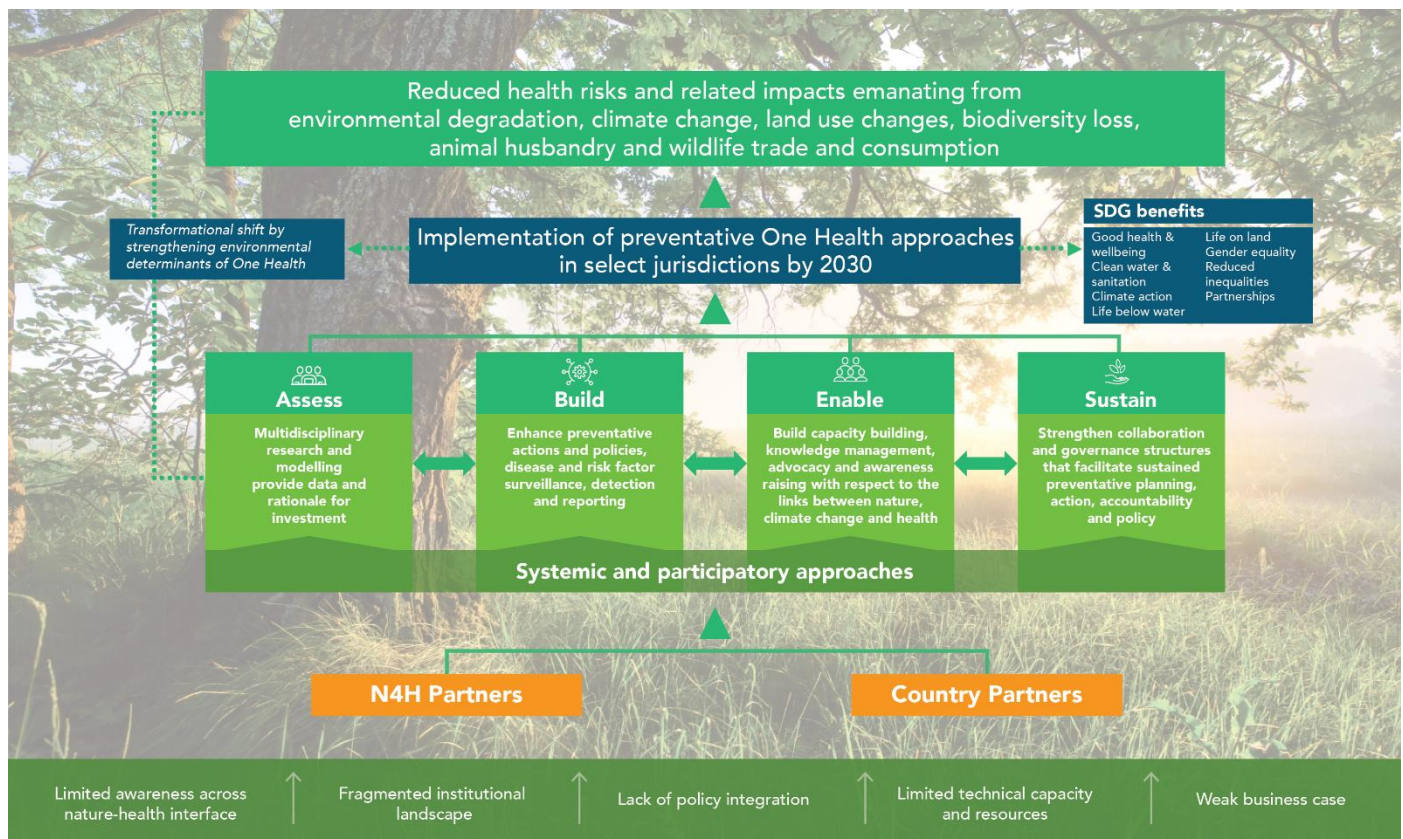 Reduced health risks and related impacts emanating from
environmental degradation, climate change, land use changes, biodiversity loss,
animal husbandry and wildlife trade and consumption
Transformational shift by
strengthening environmental
determinants of One Health
Implementation of preventative One Health approaches
in select jurisdictions by 2030
SDG benefits
Good health &
wellbeing
Clean water &
sanitation
Climate action
Life below water
Life on land
Gender equality
Reduced
inequalities
Partnerships
Assess
Multidisciplinary
research and
modelling
provide data and
rationale for
investment
Build
Enhance preventative
actions and policies,
disease and risk factor
surveillance, detection
and reporting
Enable
Build capacity building,
knowledge management,
advocacy and awareness
raising with respect to the
links between nature,
climate change and health
Sustain
Strengthen collaboration
and governance structures
that facilitate sustained
preventative planning,
action, accountability
and policy
Systemic and participatory approaches
N4H Partners
Country Partners
Limited awareness across
nature-health interface
Fragmented institutional
landscape
Lack of policy integration
Limited technical capacity
and resources
Weak business case